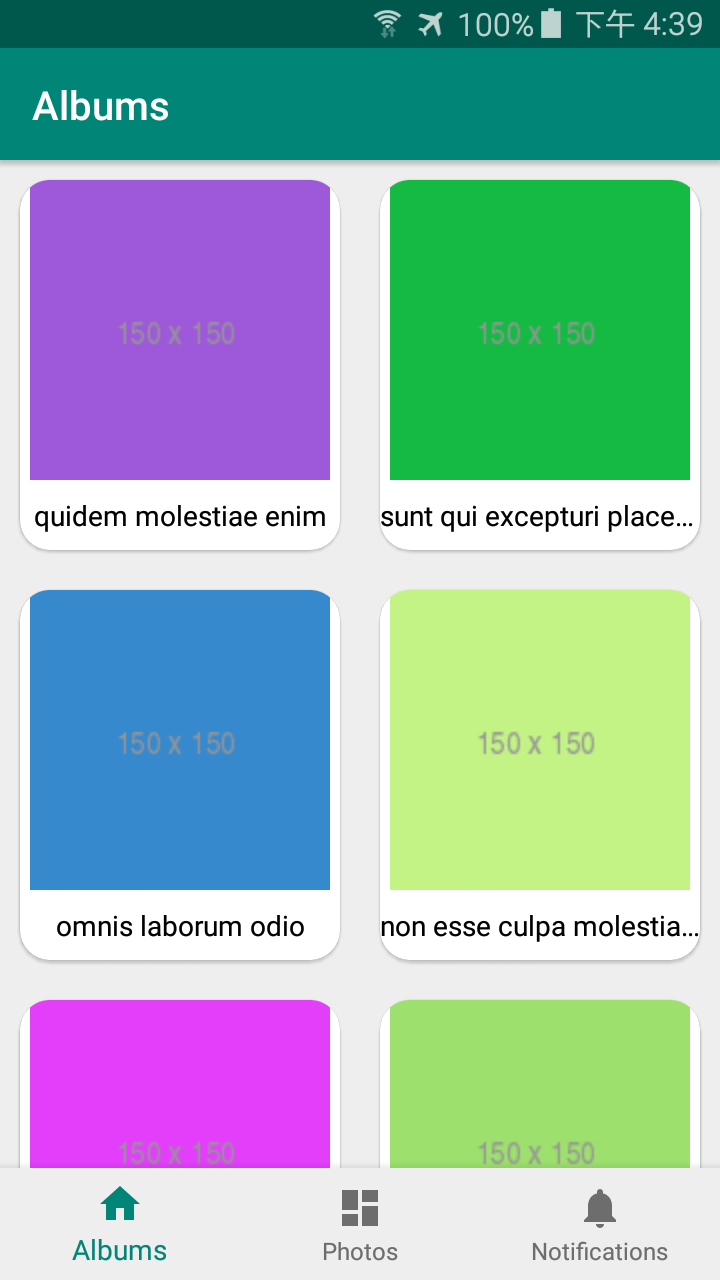 100% 下午 4:39
Albums
150 x 150
150 x 150
quidem molestiae enim
sunt qui excepturi place...
150 x 150
150 x 150
omnis laborum odio
non esse culpa molestia...
150 x 150
150 x 150
Albums
Photos
Notifications